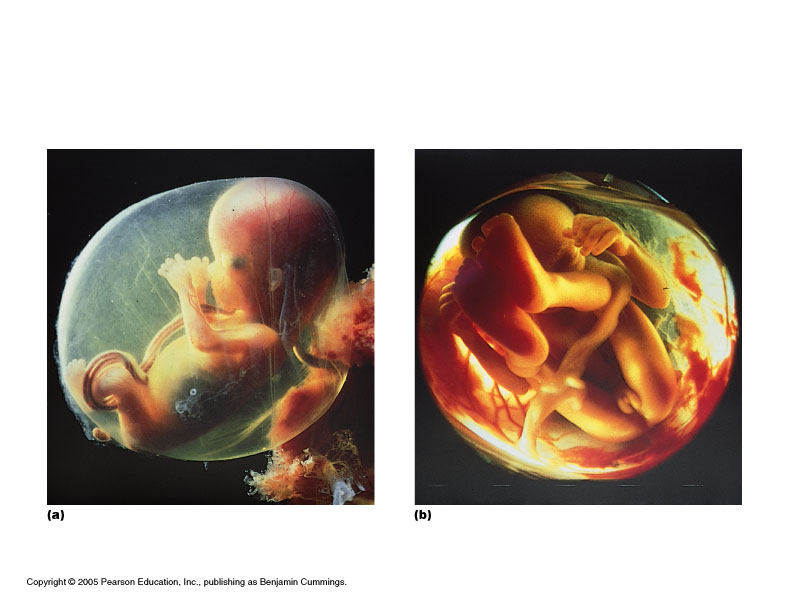 (a)
(b)
Copyright © 2005 Pearson Education, Inc., publishing as Benjamin Cummings.